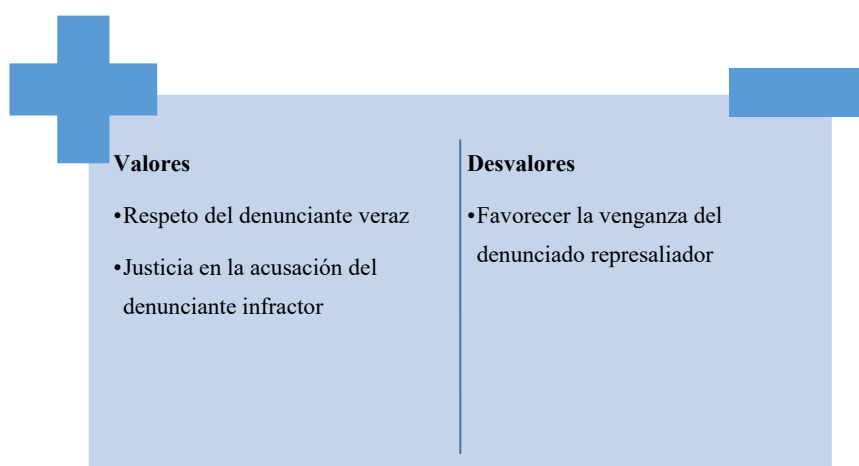 Valores
•Respeto del denunciante veraz
•Justicia en la acusación del
denunciante infractor
Desvalores
•Favorecer la venganza del
denunciado represaliador